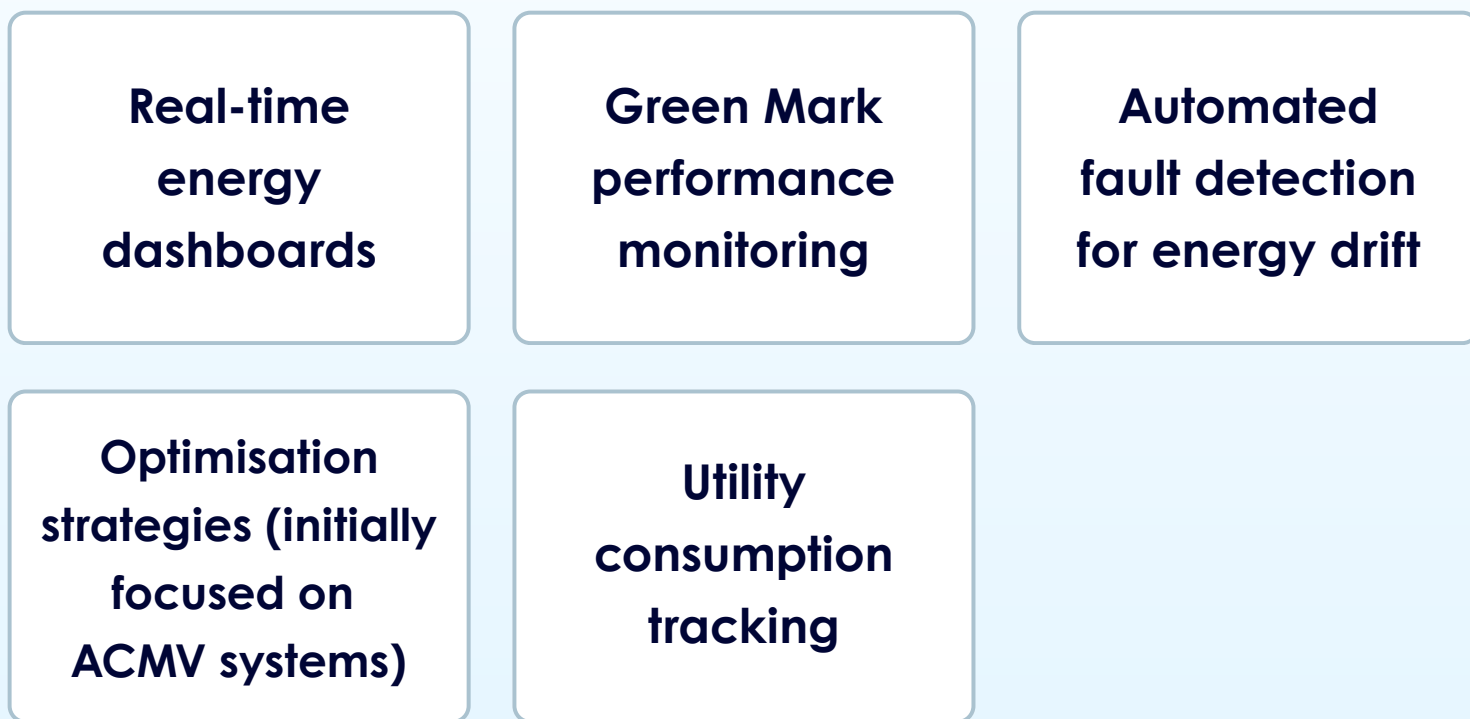 Real-time
energy
dashboards
Green Mark
performance
monitoring
Automated
fault detection
for energy drift
Optimisation
strategies (initially
focused on
ACMV systems)
Utility
consumption
tracking